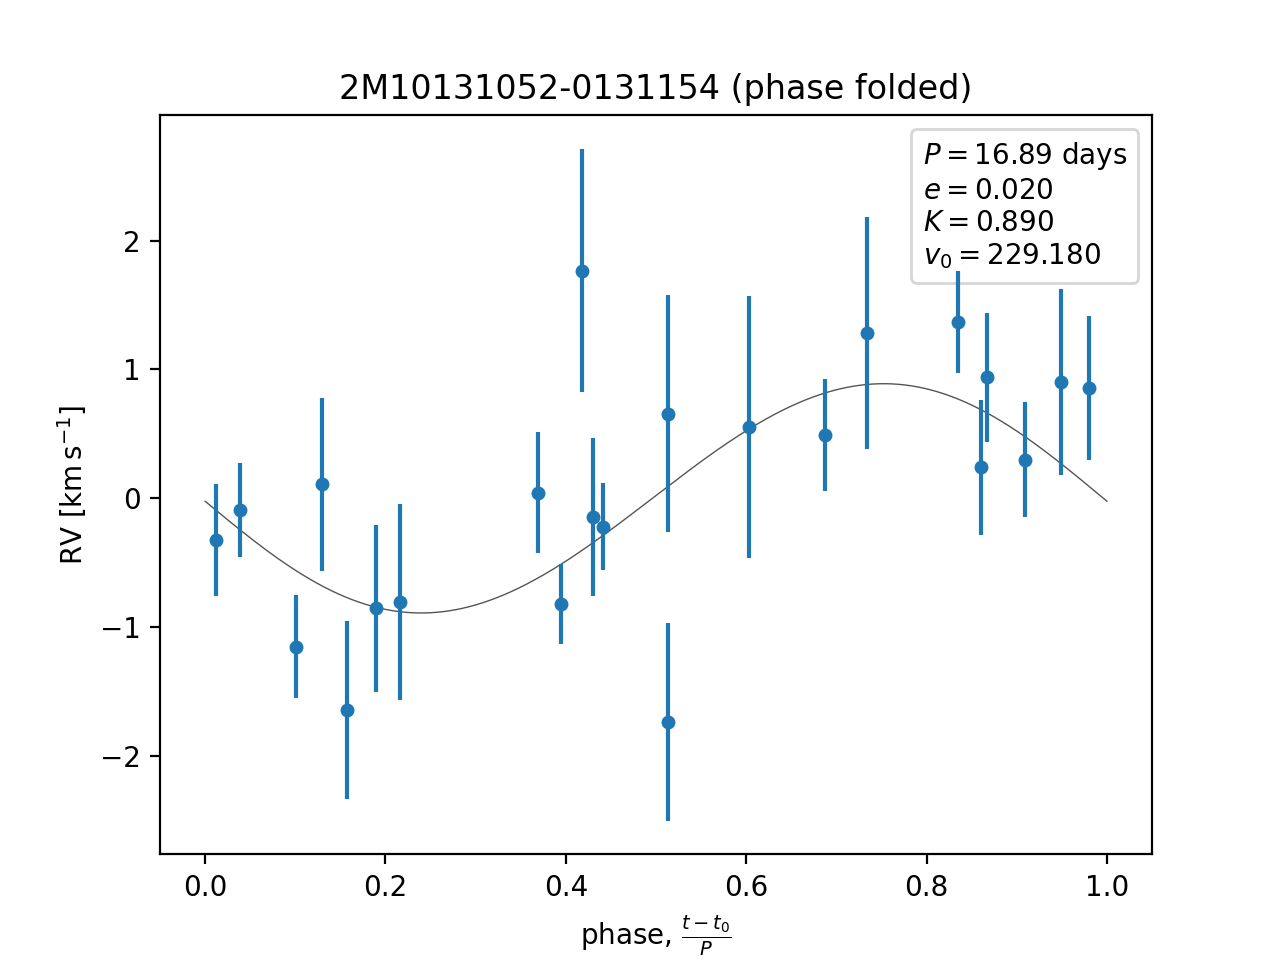 2M10131052-0131154 (phase folded)
P = 16.89 days
e = 0.020
K = 0.890
v₀ = 229.180
2
1
0
−1
−2
RV [km s⁻¹]
0.0 0.2 0.4 0.6 0.8 1.0
phase, (t − t₀)/P